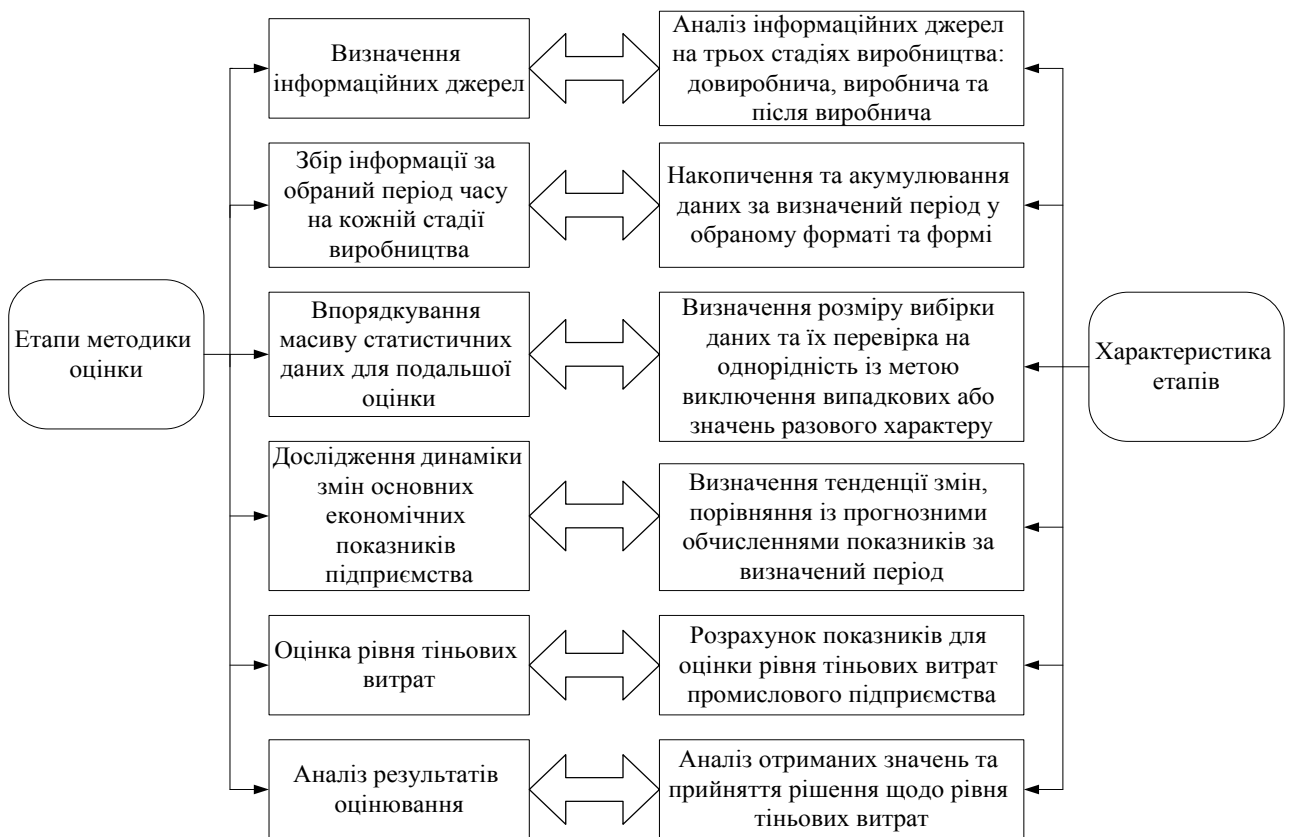 Етапи методики
оцінки
Визначення
інформаційних джерел
Аналіз інформаційних джерел
на трьох стадіях виробництва:
довиробнича, виробнича та
після виробнича
Збір інформації за
обраний період часу
на кожній стадії
виробництва
Накопичення та акумулювання
даних за визначений період у
обраному форматі та формі
Впорядкування
масиву статистичних
даних для подальшої
оцінки
Визначення розміру вибірки
даних та їх перевірка на
однорідність із метою
виключення випадкових або
значень разового характеру
Дослідження динаміки
змін основних
економічних
показників
підприємства
Визначення тенденції змін,
порівняння із прогнозними
обчисленнями показників за
визначений період
Оцінка рівня тіньових
витрат
Розрахунок показників для
оцінки рівня тіньових витрат
промислового підприємства
Аналіз результатів
оцінювання
Аналіз отриманих значень та
прийняття рішення щодо рівня
тіньових витрат
Характеристика
етапів